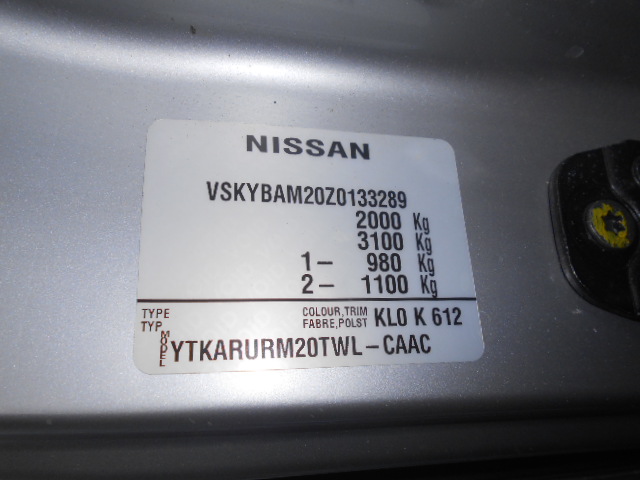 NISSAN
VSKYBAM20Z0133289
2000 Kg
3100 Kg
1- 980 Kg
2- 1100 Kg
TYPE COLOUR,TRIM
TYP FABRE,POLST KL0 K 612
MODEL YTKARURM20TWL-CAAC